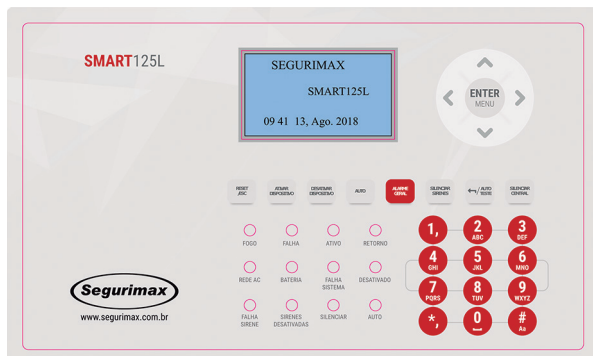 SMART125L
SEGURIMAX
SMART125L
09 41 13, Ago. 2018
ENTER
MENU
RESET
/ESC
ATIVAR
DISPOSITIVO
DESATIVAR
DISPOSITIVO
AUTO
ALARME
GERAL
SILENCIAR
SIRENES
/ AUTO
TESTE
SILENCIAR
CENTRAL
FOGO
FALHA
ATIVO
RETORNO
REDE AC
BATERIA
FALHA
SISTEMA
DESATIVADO
FALHA
SIRENE
SIRENES
DESATIVADAS
SILENCIAR
AUTO
1,
2
ABC
3
DEF
4
GHI
5
JKL
6
MNO
7
PQRS
8
TUV
9
WXYZ
*,
0
#
Aa
Segurimax
www.segurimax.com.br